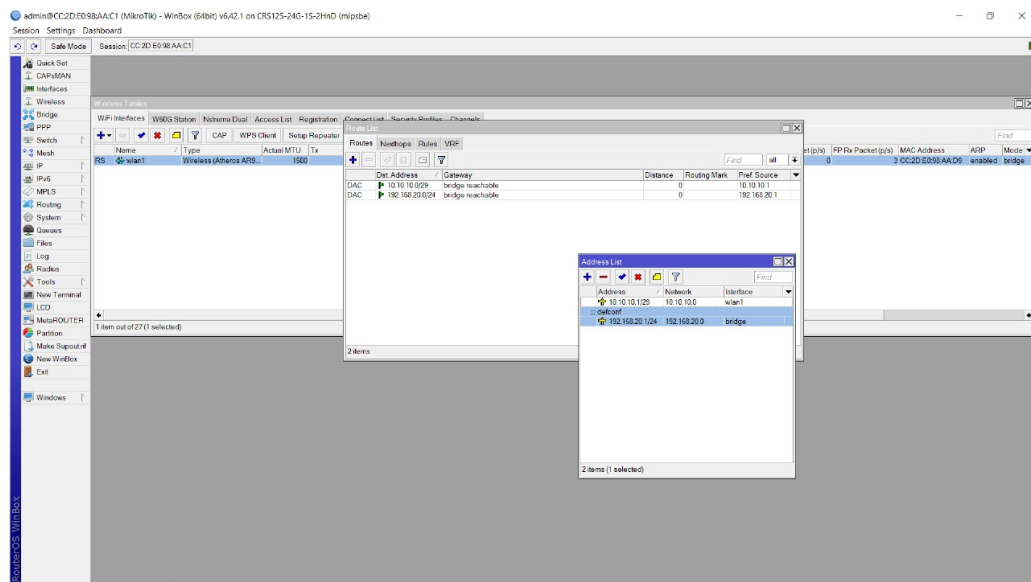 admin@CC:2D:E0:98:AA:C1 (MikroTik) - WinBox (64bit) v6.42.1 on CRS125-24G-1S-2HnD (mipsbe)
Session Settings Dashboard
Safe Mode Session: CC:2D:E0:98:AA:C1
Quick Set
CAPsMAN
Interfaces
Wireless
Bridge
PPP
Switch
Mesh
IP
IPv6
MPLS
Routing
System
Queues
Files
Log
Radius
Tools
New Terminal
LCD
MetaROUTER
Partition
Make Supout.rif
New WinBox
Exit
Windows
RouterOS WinBox
Wireless Tables
WiFi Interfaces W60G Station Nstreme Dual Access List Registration Connect List Security Profiles Channels
CAP WPS Client Setup Repeater Find
Name Type Actual MTU Tx FP Rx Packet (p/s) MAC Address ARP Mode
RS wlan1 Wireless (Atheros AR9... 1500 0 3 CC:2D:E0:98:AA:D9 enabled bridge
1 item out of 27 (1 selected)
Route List
Routes Nexthops Rules VRF
Find all
Dst. Address Gateway Distance Routing Mark Pref. Source
DAC 10.10.10.0/29 bridge reachable 0 10.10.10.1
DAC 192.168.20.0/24 bridge reachable 0 192.168.20.1
2 items
Address List
Find
Address Network Interface
10.10.10.1/29 10.10.10.0 wlan1
::: defconf
192.168.20.1/24 192.168.20.0 bridge
2 items (1 selected)